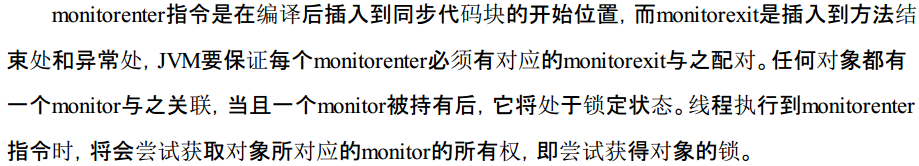 monitorenter指令是在编译后插入到同步代码块的开始位置，而monitorexit是插入到方法结
束处和异常处，JVM要保证每个monitorenter必须有对应的monitorexit与之配对。任何对象都有
一个monitor与之关联，当且一个monitor被持有后，它将处于锁定状态。线程执行到monitorenter
指令时，将会尝试获取对象所对应的monitor的所有权，即尝试获得对象的锁。